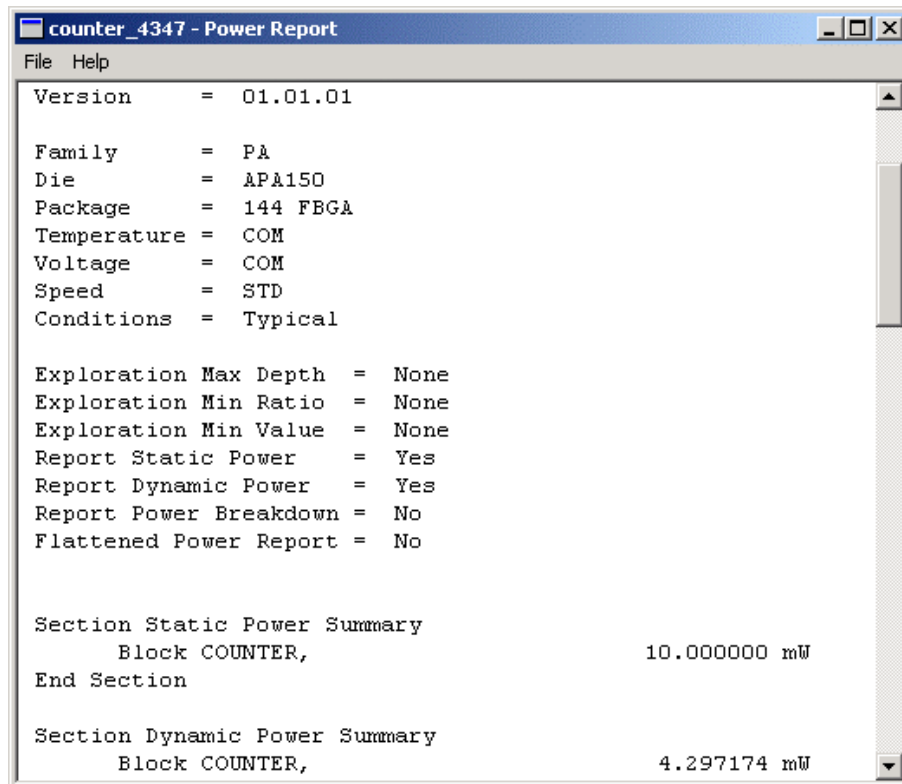 counter_4347 - Power Report
File Help
Version = 01.01.01
Family = PA
Die = APA150
Package = 144 FBGA
Temperature = COM
Voltage = COM
Speed = STD
Conditions = Typical
Exploration Max Depth = None
Exploration Min Ratio = None
Exploration Min Value = None
Report Static Power = Yes
Report Dynamic Power = Yes
Report Power Breakdown = No
Flattened Power Report = No
Section Static Power Summary
Block COUNTER, 10.000000 mW
End Section
Section Dynamic Power Summary
Block COUNTER, 4.297174 mW